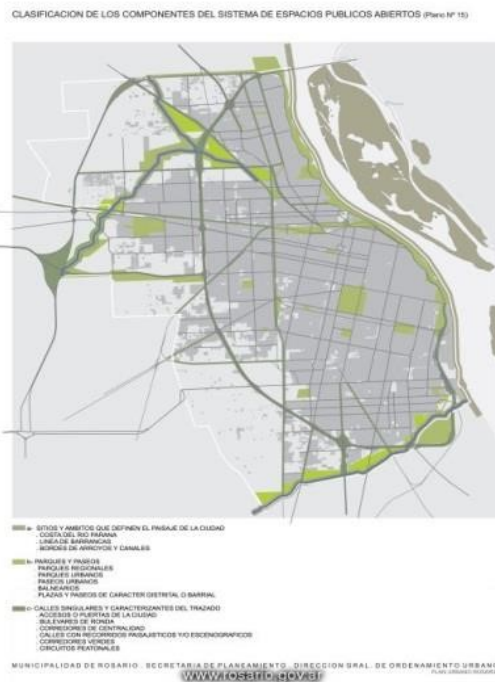 CLASIFICACION DE LOS COMPONENTES DEL SISTEMA DE ESPACIOS PUBLICOS ABIERTOS (Plano Nº 15)
a- SITIOS Y AMBITOS QUE DEFINEN EL PAISAJE DE LA CIUDAD
. COSTA DEL RIO PARANA
. LINEA DE BARRANCAS
. BORDES DE ARROYOS Y CANALES
b- PARQUES Y PASEOS
PARQUES REGIONALES
PARQUES URBANOS
PASEOS URBANOS
BALNEARIOS
PLAZAS Y PASEOS DE CARACTER DISTRITAL O BARRIAL
c- CALLES SINGULARES Y CARACTERIZANTES DEL TRAZADO
. ACCESOS O PUERTAS DE LA CIUDAD
. BULEVARES DE RONDA
. CORREDORES DE CENTRALIDAD
. CALLES CON RECORRIDOS PAISAJISTICOS Y/O ESCENOGRAFICOS
. CORREDORES VERDES
. CIRCUITOS PEATONALES
MUNICIPALIDAD DE ROSARIO . SECRETARIA DE PLANEAMIENTO . DIRECCION GRAL. DE ORDENAMIENTO URBANO
PLAN URBANO ROSARIO
www.rosario.gov.ar